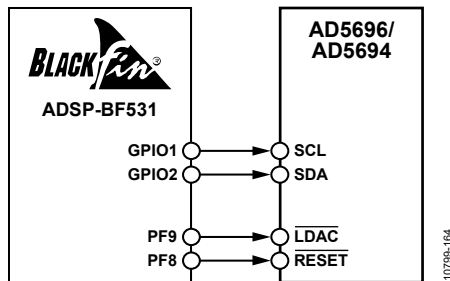 BLACKfin®
ADSP-BF531
AD5696/
AD5694
GPIO1
SCL
GPIO2
SDA
PF9
LDAC
PF8
RESET
10799-164